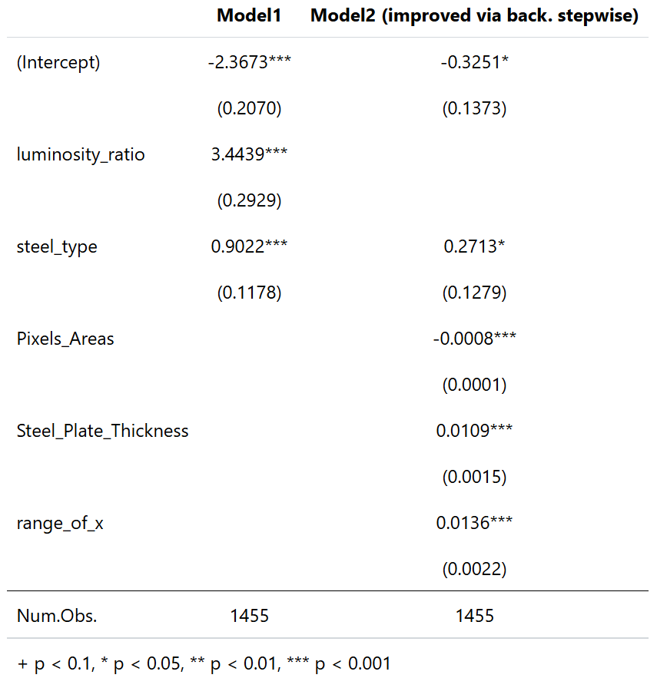 Model1 Model2 (improved via back. stepwise)
(Intercept) -2.3673*** -0.3251*
(0.2070) (0.1373)
luminosity_ratio 3.4439***
(0.2929)
steel_type 0.9022*** 0.2713*
(0.1178) (0.1279)
Pixels_Areas -0.0008***
(0.0001)
Steel_Plate_Thickness 0.0109***
(0.0015)
range_of_x 0.0136***
(0.0022)
Num.Obs. 1455 1455
+ p < 0.1, * p < 0.05, ** p < 0.01, *** p < 0.001